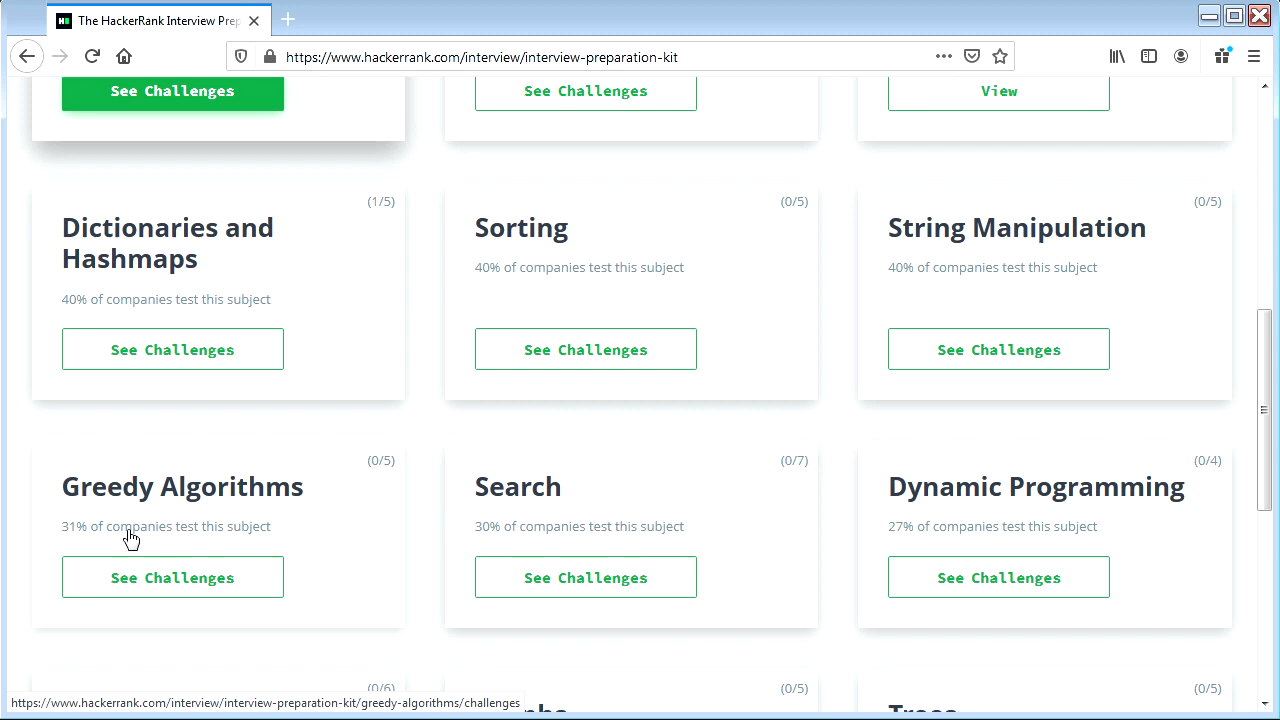 The HackerRank Interview Prep
https://www.hackerrank.com/interview/interview-preparation-kit
See Challenges
See Challenges
View
(1/5)
Dictionaries and
Hashmaps
40% of companies test this subject
See Challenges
(0/5)
Sorting
40% of companies test this subject
See Challenges
(0/5)
String Manipulation
40% of companies test this subject
See Challenges
(0/5)
Greedy Algorithms
31% of companies test this subject
See Challenges
(0/7)
Search
30% of companies test this subject
See Challenges
(0/4)
Dynamic Programming
27% of companies test this subject
See Challenges
(0/6)
(0/5)
(0/5)
Trees
https://www.hackerrank.com/interview/interview-preparation-kit/greedy-algorithms/challenges